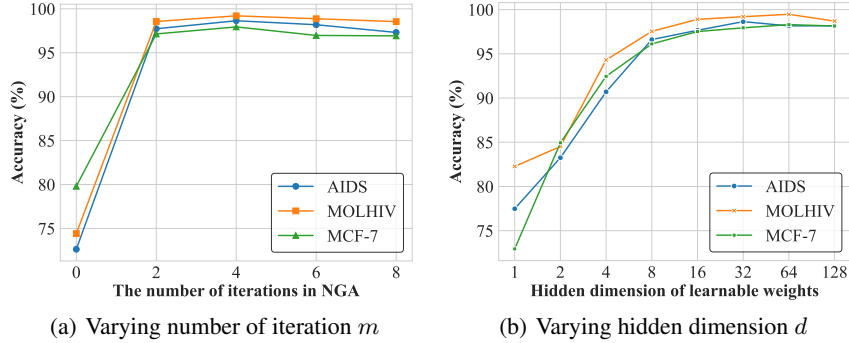 100
95
90
85
80
75
Accuracy (%)
AIDS
MOLHIV
MCF-7
0 2 4 6 8
The number of iterations in NGA
(a) Varying number of iteration m
100
95
90
85
80
75
Accuracy (%)
AIDS
MOLHIV
MCF-7
1 2 4 8 16 32 64 128
Hidden dimension of learnable weights
(b) Varying hidden dimension d